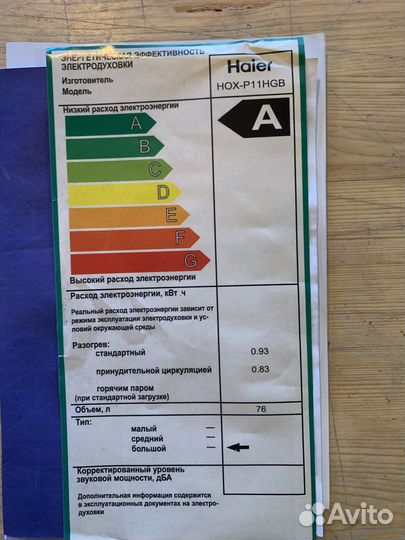 ЭНЕРГЕТИЧЕСКАЯ ЭФФЕКТИВНОСТЬ
ЭЛЕКТРОДУХОВКИ
Изготовитель
Модель
Haier
HOX-P11HGB
Низкий расход электроэнергии
A
A
B
C
D
E
F
G
Высокий расход электроэнергии
Расход электроэнергии, кВт .ч
Реальный расход электроэнергии зависит от
режима эксплуатации электродуховки и ус-
ловий окружающей среды
Разогрев:
стандартный 0.93
принудительной циркуляцией 0.83
горячим паром
(при стандартной загрузке)
Объем, л 76
Тип:
малый —
средний —
большой —
Корректированный уровень
звуковой мощности, дБА
Дополнительная информация содержится
в эксплуатационных документах на электро-
духовки
Avito